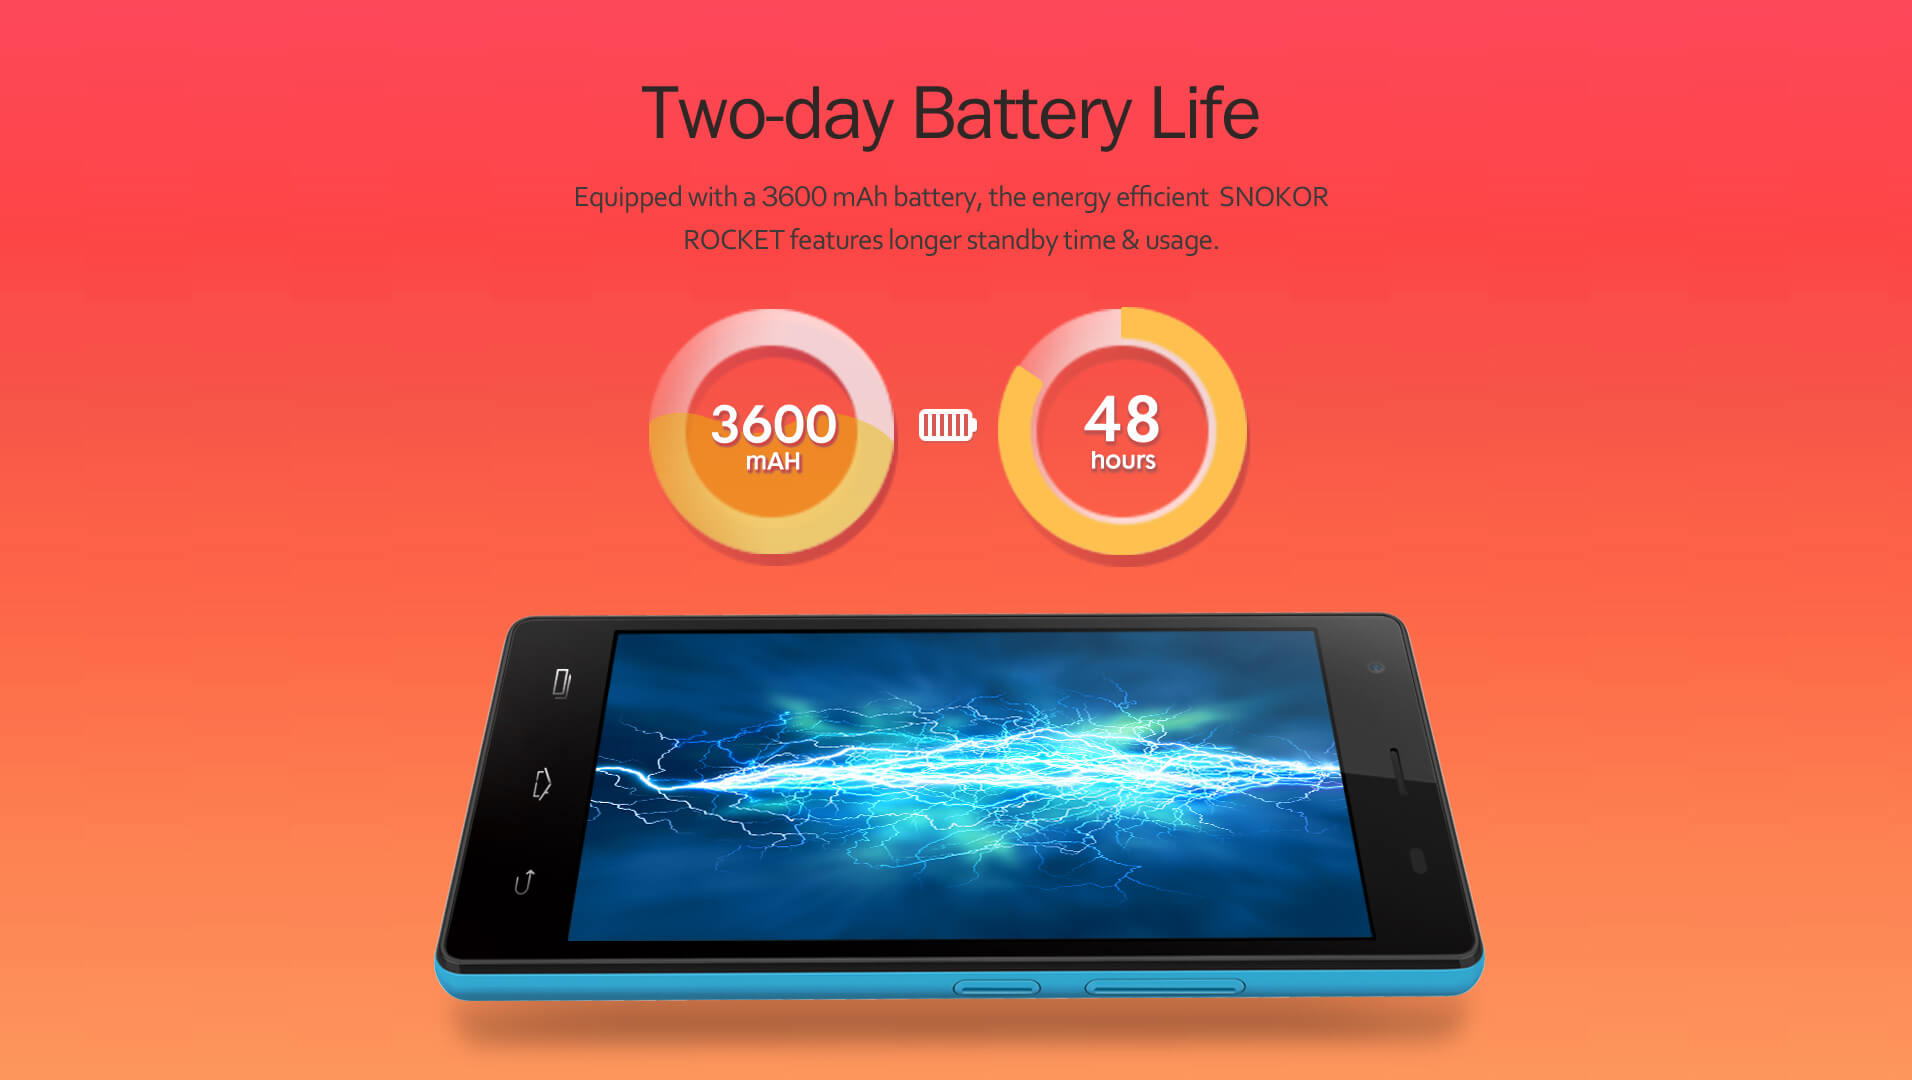 Two-day Battery Life
Equipped with a 3600 mAh battery, the energy efficient SNOKOR
ROCKET features longer standby time & usage.
3600
mAH
48
hours